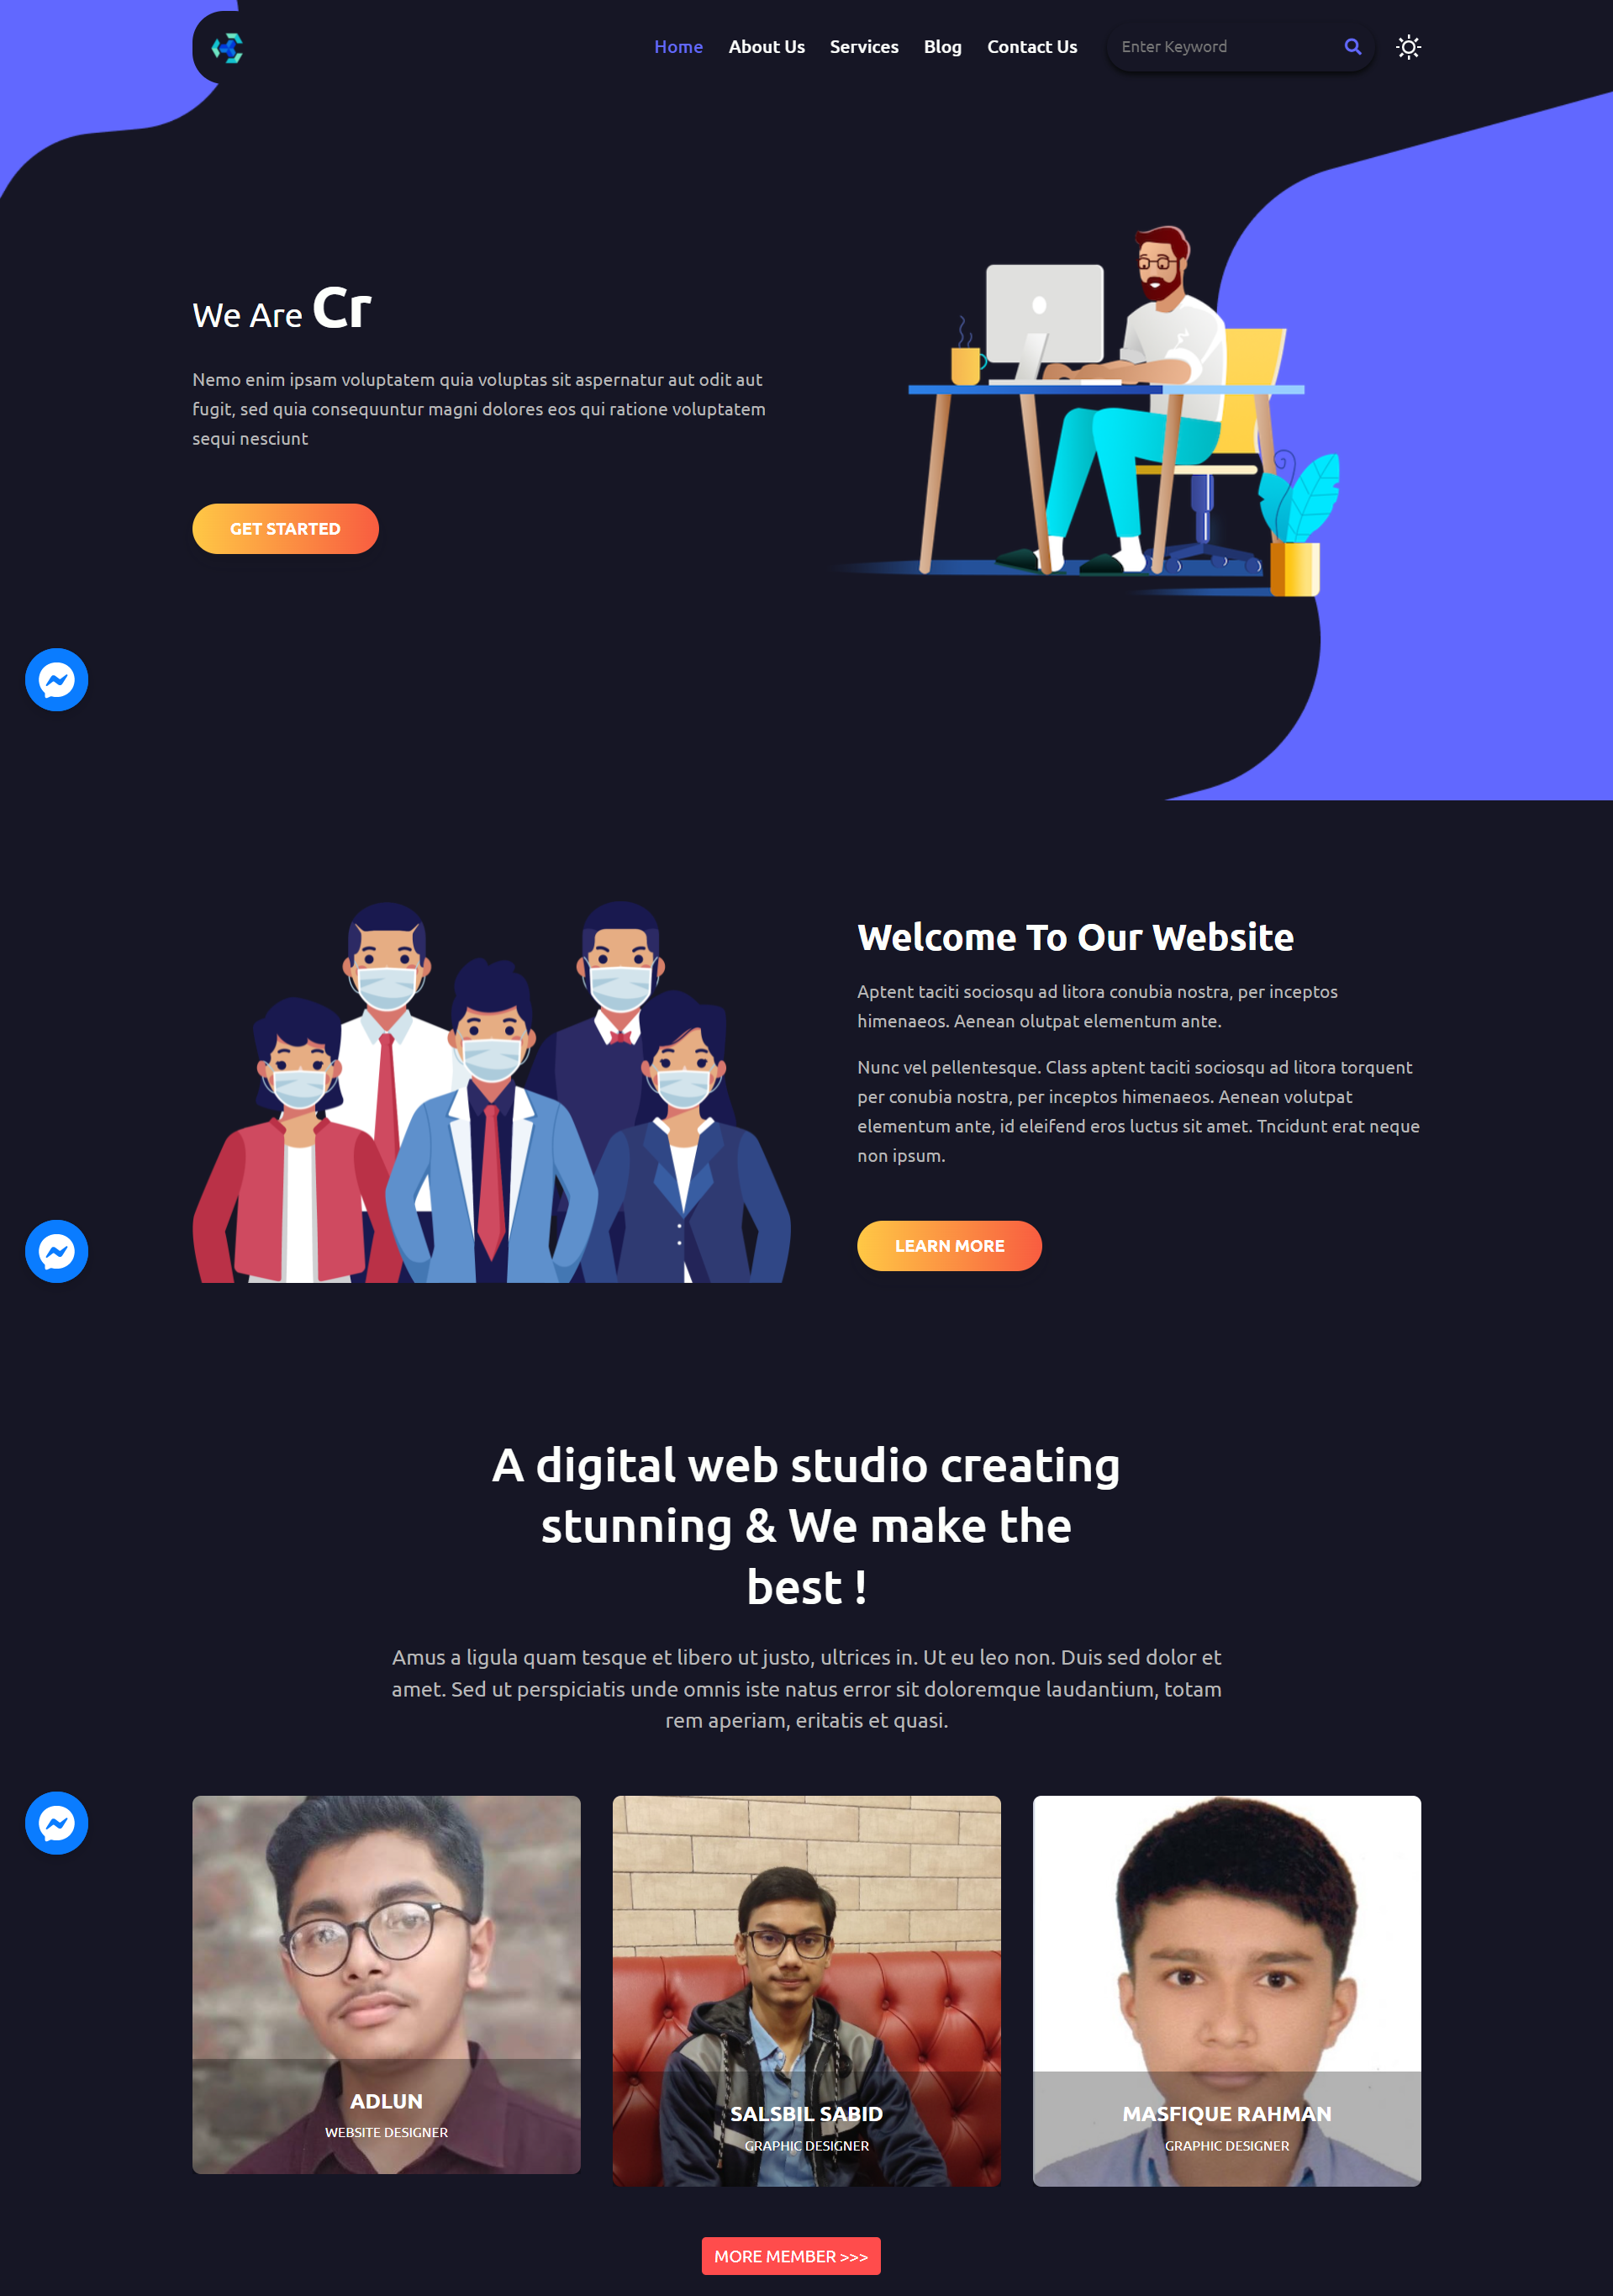 Home About Us Services Blog Contact Us Enter Keyword
We Are Cr
Nemo enim ipsam voluptatem quia voluptas sit aspernatur aut odit aut
fugit, sed quia consequuntur magni dolores eos qui ratione voluptatem
sequi nesciunt
GET STARTED
Welcome To Our Website
Aptent taciti sociosqu ad litora conubia nostra, per inceptos
himenaeos. Aenean olutpat elementum ante.
Nunc vel pellentesque. Class aptent taciti sociosqu ad litora torquent
per conubia nostra, per inceptos himenaeos. Aenean volutpat
elementum ante, id eleifend eros luctus sit amet. Tncidunt erat neque
non ipsum.
LEARN MORE
A digital web studio creating
stunning & We make the
best !
Amus a ligula quam tesque et libero ut justo, ultrices in. Ut eu leo non. Duis sed dolor et
amet. Sed ut perspiciatis unde omnis iste natus error sit doloremque laudantium, totam
rem aperiam, eritatis et quasi.
ADLUN
WEBSITE DESIGNER
SALSBIL SABID
GRAPHIC DESIGNER
MASFIQUE RAHMAN
GRAPHIC DESIGNER
MORE MEMBER >>>